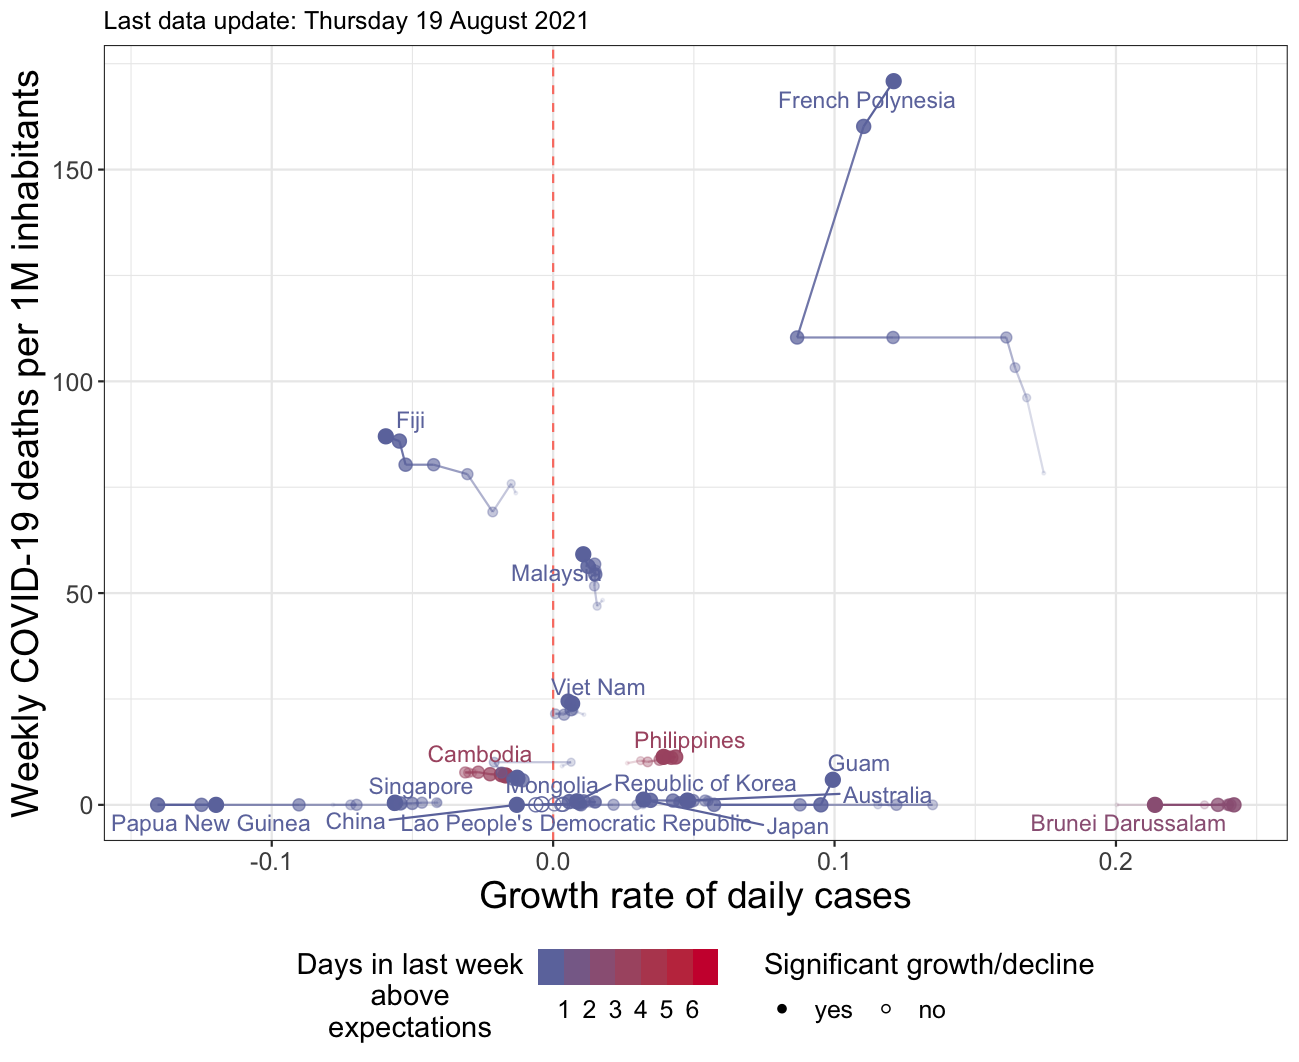 Last data update: Thursday 19 August 2021
Weekly COVID-19 deaths per 1M inhabitants
150
100
50
0
French Polynesia
Fiji
Malaysia
Viet Nam
Philippines
Cambodia
Guam
Singapore
Mongolia
Republic of Korea
Australia
Papua New Guinea
China
Lao People's Democratic Republic
Japan
Brunei Darussalam
-0.1
0.0
0.1
0.2
Growth rate of daily cases
Days in last week
above
expectations
1 2 3 4 5 6
Significant growth/decline
yes
no